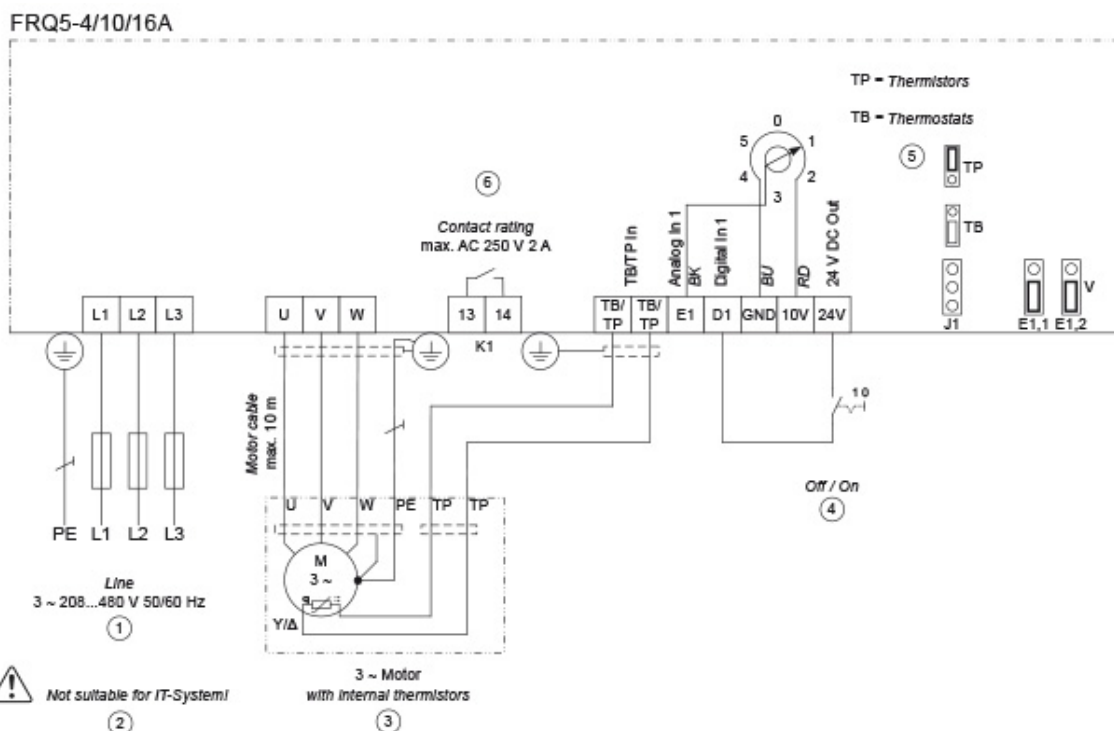 FRQ5-4/10/16A
TP = Thermistors
TB = Thermostats
5
TP
TB
J1
E1,1 E1,2
V
0
1
2
3
4
5
6
Contact rating
max. AC 250 V 2 A
TB/TP In
Analog In 1
BK
Digital In 1
BU
RD
24 V DC Out
L1 L2 L3
U V W
13 14
K1
TB/TP TB/TP E1 D1 GND 10V 24V
Motor cable
max. 10 m
1 0
Off / On
4
U V W PE TP TP
M
3 ~
Y/Δ
PE L1 L2 L3
Line
3 ~ 208...480 V 50/60 Hz
1
Not suitable for IT-System!
2
3 ~ Motor
with internal thermistors
3